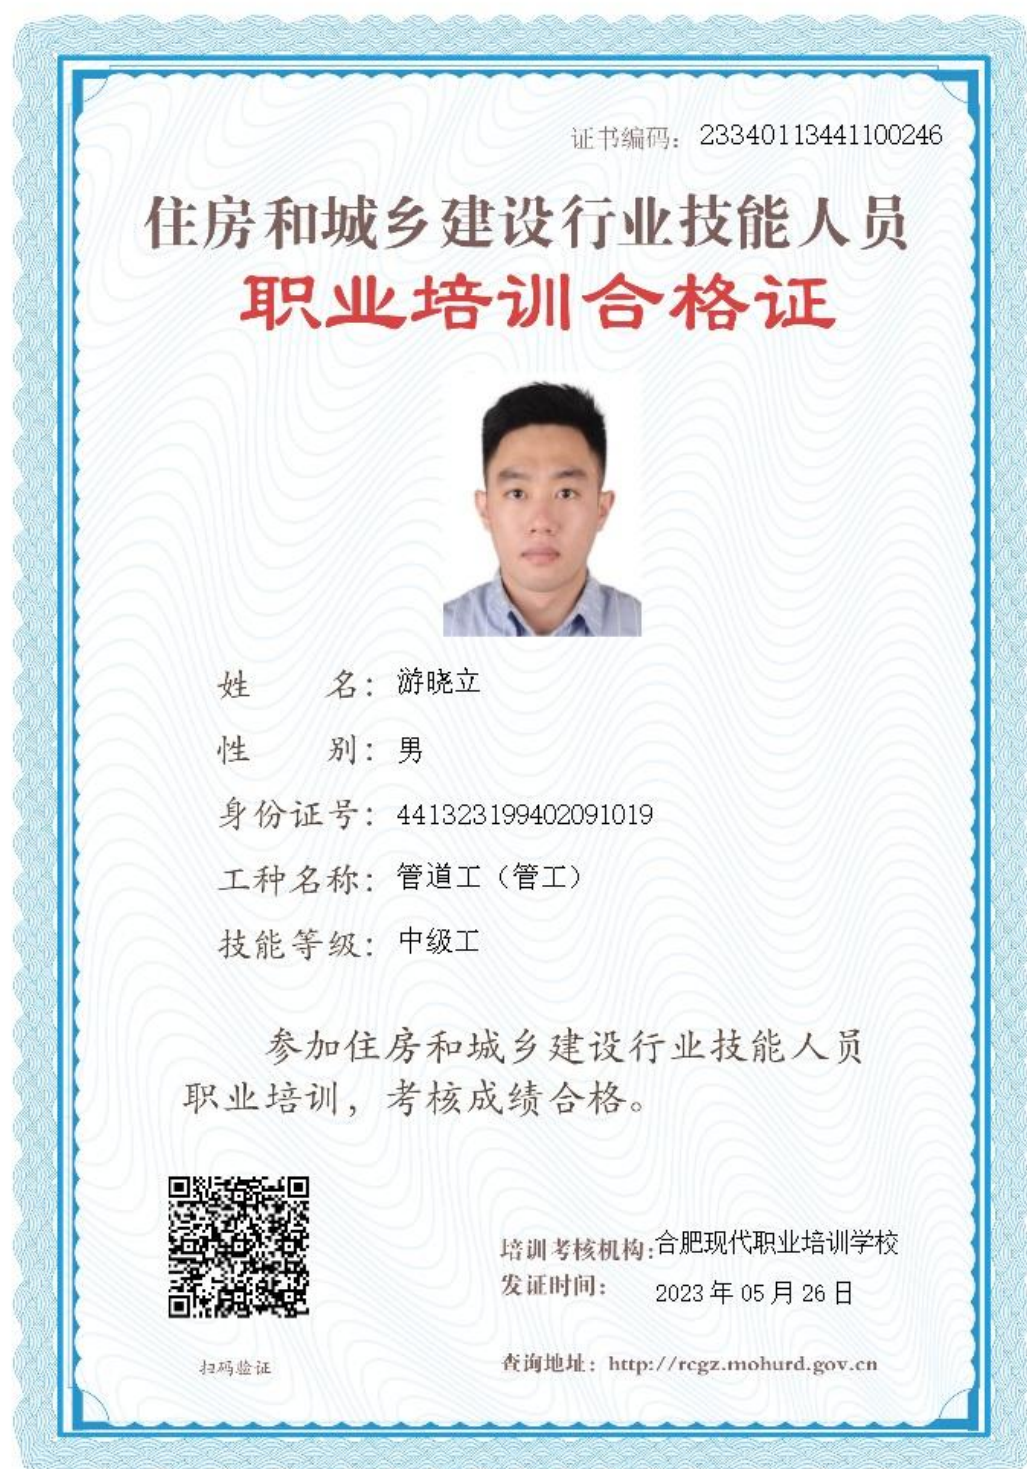 证书编码：23340113441100246
住房和城乡建设行业技能人员
职业培训合格证
姓名：游晓立
性别：男
身份证号：441323199402091019
工种名称：管道工（管工）
技能等级：中级工
参加住房和城乡建设行业技能人员
职业培训，考核成绩合格。
培训考核机构：合肥现代职业培训学校
发证时间：2023年05月26日
扫码验证
查询地址：http://rcgz.mohurd.gov.cn